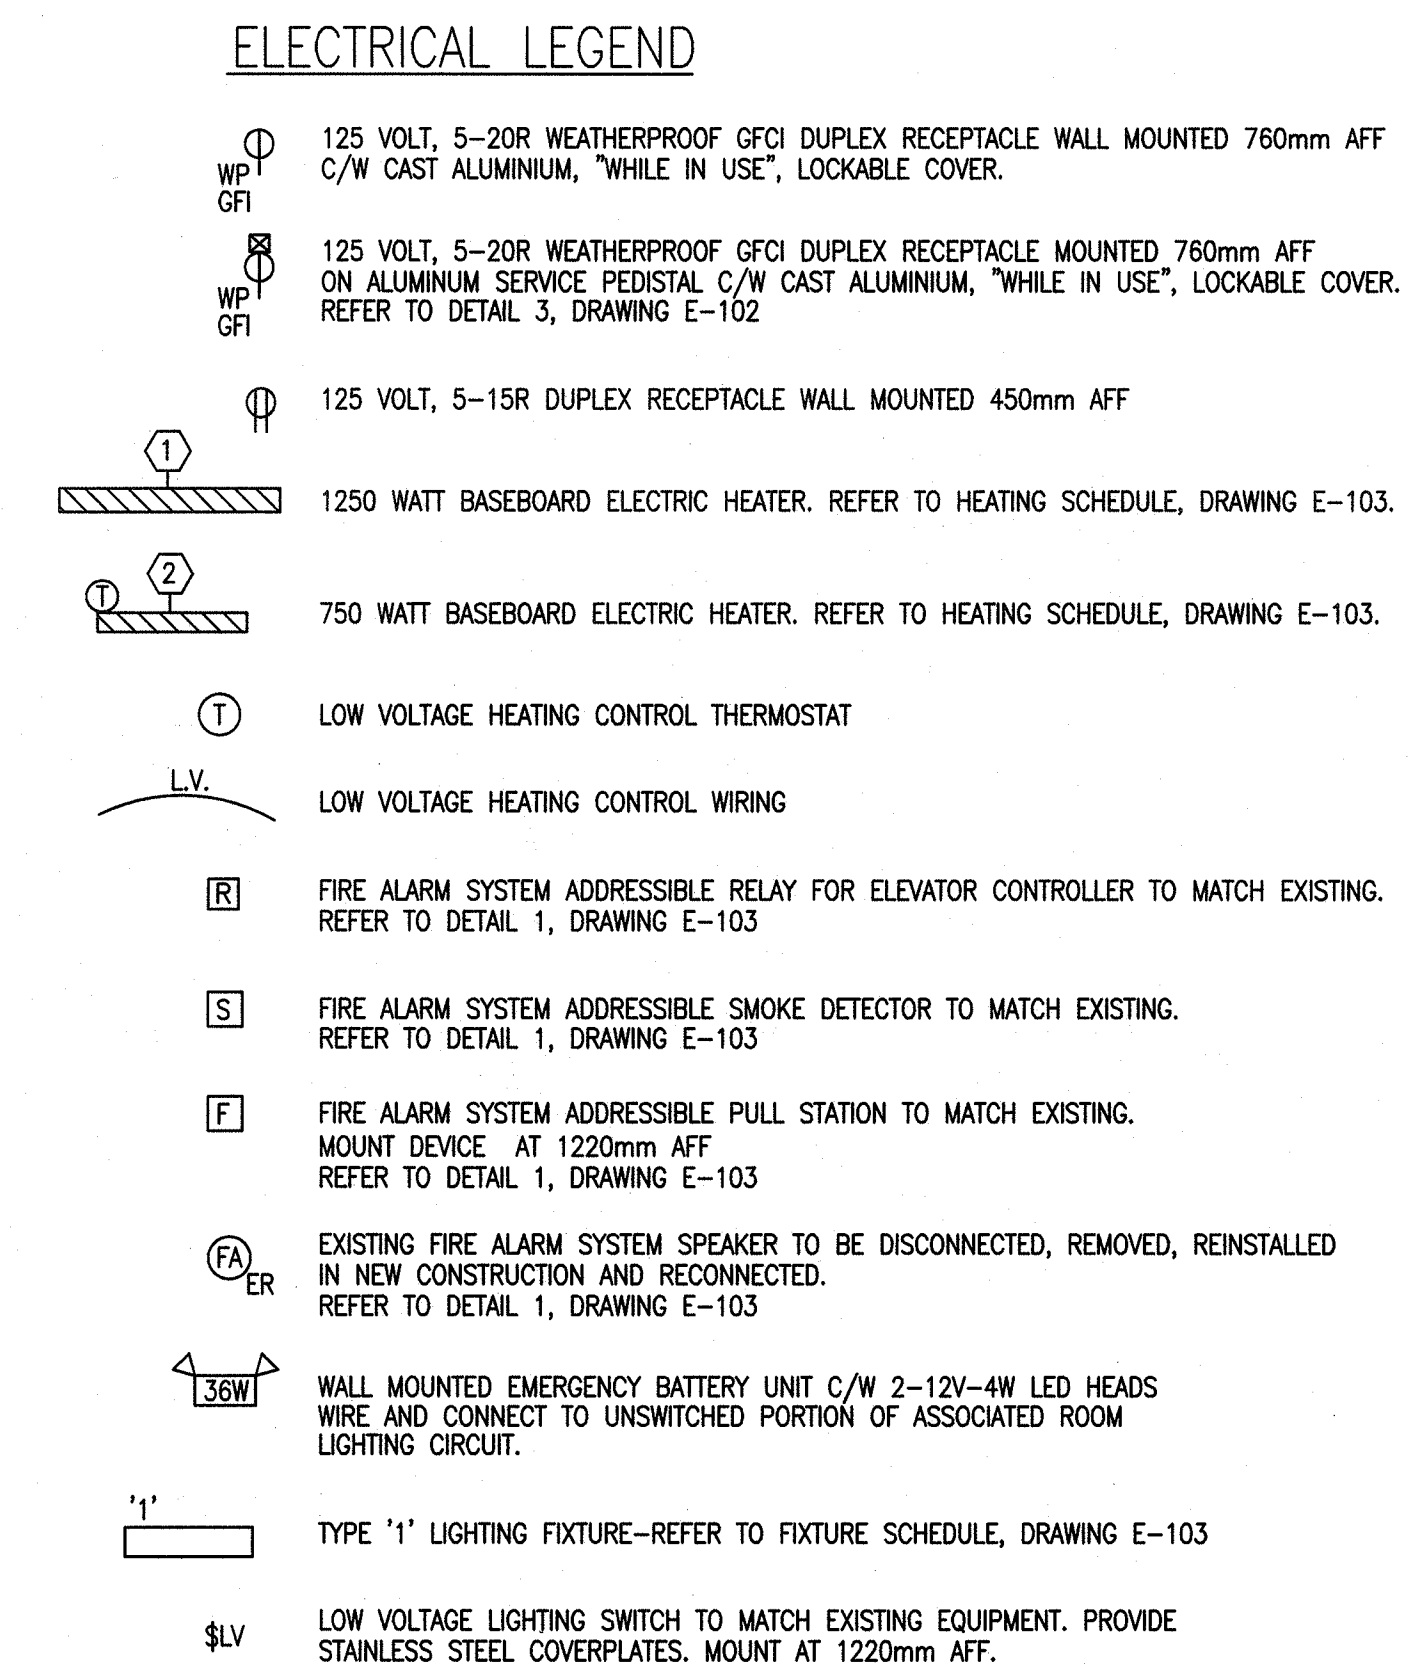 ELECTRICAL LEGEND
125 VOLT, 5-20R WEATHERPROOF GFCI DUPLEX RECEPTACLE WALL MOUNTED 760mm AFF
WP C/W CAST ALUMINIUM, "WHILE IN USE", LOCKABLE COVER.
GFI
125 VOLT, 5-20R WEATHERPROOF GFCI DUPLEX RECEPTACLE MOUNTED 760mm AFF
ON ALUMINUM SERVICE PEDISTAL C/W CAST ALUMINIUM, "WHILE IN USE", LOCKABLE COVER.
WP REFER TO DETAIL 3, DRAWING E-102
GFI
125 VOLT, 5-15R DUPLEX RECEPTACLE WALL MOUNTED 450mm AFF
1
1250 WATT BASEBOARD ELECTRIC HEATER. REFER TO HEATING SCHEDULE, DRAWING E-103.
2
T
750 WATT BASEBOARD ELECTRIC HEATER. REFER TO HEATING SCHEDULE, DRAWING E-103.
T LOW VOLTAGE HEATING CONTROL THERMOSTAT
L.V.
LOW VOLTAGE HEATING CONTROL WIRING
R FIRE ALARM SYSTEM ADDRESSIBLE RELAY FOR ELEVATOR CONTROLLER TO MATCH EXISTING.
REFER TO DETAIL 1, DRAWING E-103
S FIRE ALARM SYSTEM ADDRESSIBLE SMOKE DETECTOR TO MATCH EXISTING.
REFER TO DETAIL 1, DRAWING E-103
F FIRE ALARM SYSTEM ADDRESSIBLE PULL STATION TO MATCH EXISTING.
MOUNT DEVICE AT 1220mm AFF
REFER TO DETAIL 1, DRAWING E-103
FA EXISTING FIRE ALARM SYSTEM SPEAKER TO BE DISCONNECTED, REMOVED, REINSTALLED
ER IN NEW CONSTRUCTION AND RECONNECTED.
REFER TO DETAIL 1, DRAWING E-103
36W WALL MOUNTED EMERGENCY BATTERY UNIT C/W 2-12V-4W LED HEADS
WIRE AND CONNECT TO UNSWITCHED PORTION OF ASSOCIATED ROOM
LIGHTING CIRCUIT.
'1'
TYPE '1' LIGHTING FIXTURE-REFER TO FIXTURE SCHEDULE, DRAWING E-103
$LV LOW VOLTAGE LIGHTING SWITCH TO MATCH EXISTING EQUIPMENT. PROVIDE
STAINLESS STEEL COVERPLATES. MOUNT AT 1220mm AFF.